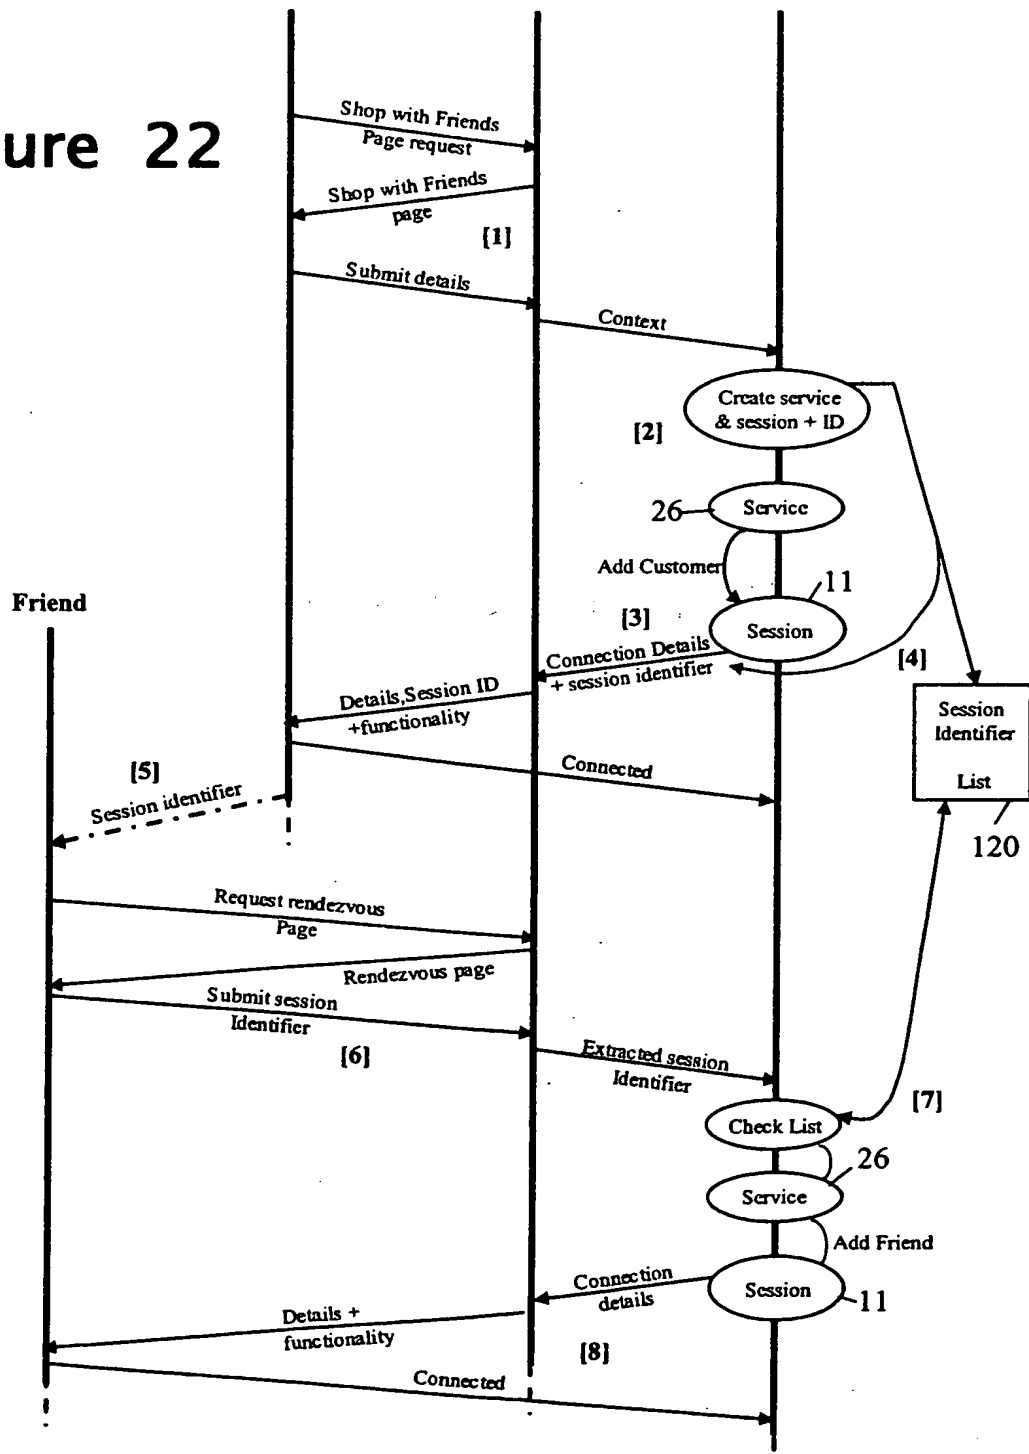 ure 22
Shop with Friends
Page request
Shop with Friends
page
[1]
Submit details
Context
Create service
& session + ID
[2]
26
Service
Add Customer
11
Friend
[3]
Session
Connection Details
+ session identifier
[4]
Details,Session ID
+functionality
Session
Identifier
List
120
Connected
[5]
Session identifier
Request rendezvous
Page
Rendezvous page
Submit session
Identifier
[6]
Extracted session
Identifier
[7]
Check List
26
Service
Add Friend
Connection
details
Session
11
Details +
functionality
[8]
Connected